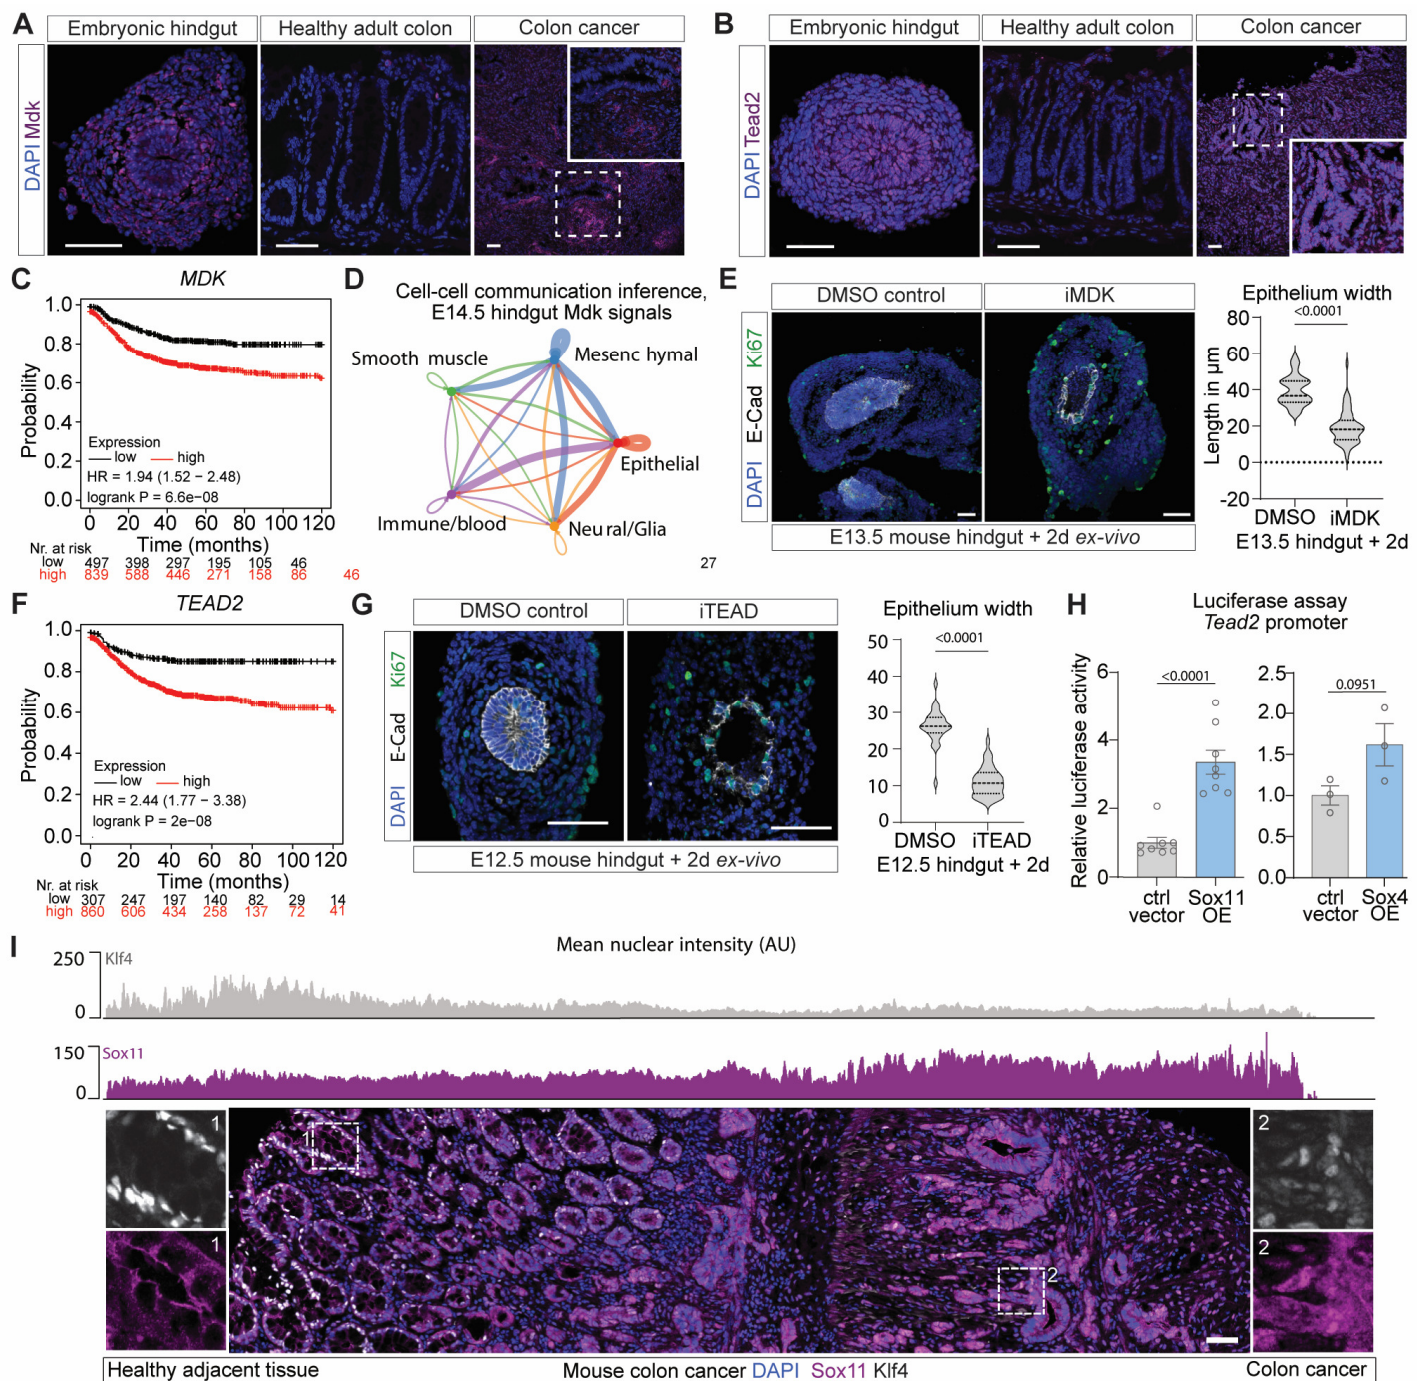 A
Embryonic hindgut
Healthy adult colon
Colon cancer
DAPI Mdk
B
Embryonic hindgut
Healthy adult colon
Colon cancer
DAPI Tead2
C
MDK
1.0
0.8
0.6
0.4
0.2
0.0
Probability
Expression
low high
HR = 1.94 (1.52 − 2.48)
logrank P = 6.6e−08
0 20 40 60 80 100 120
Time (months)
Nr. at risk
low 497 398 297 195 105 46
high 839 588 446 271 158 86 46
D
Cell-cell communication inference,
E14.5 hindgut Mdk signals
Smooth muscle
Mesenc hymal
Epithelial
Immune/blood
Neu ral/Glia
27
E
DMSO control
iMDK
DAPI E-Cad Ki67
E13.5 mouse hindgut + 2d ex-vivo
Epithelium width
<0.0001
Length in µm
80
60
40
20
0
-20
DMSO iMDK
E13.5 hindgut + 2d
F
TEAD2
1.0
0.8
0.6
0.4
0.2
0.0
Probability
Expression
low high
HR = 2.44 (1.77 − 3.38)
logrank P = 2e−08
0 20 40 60 80 100 120
Time (months)
Nr. at risk
low 307 247 197 140 82 29 14
high 860 606 434 258 137 72 41
G
DMSO control
iTEAD
DAPI E-Cad Ki67
E12.5 mouse hindgut + 2d ex-vivo
Epithelium width
<0.0001
50
40
30
20
10
0
DMSO iTEAD
E12.5 hindgut + 2d
H
Luciferase assay
Tead2 promoter
Relative luciferase activity
6
4
2
0
<0.0001
ctrl vector
Sox11 OE
2.5
2.0
1.5
1.0
0.5
0.0
0.0951
ctrl vector
Sox4 OE
I
Mean nuclear intensity (AU)
250
0
Klf4
150
0
Sox11
1
1
1
2
2
2
Healthy adjacent tissue
Mouse colon cancer DAPI Sox11 Klf4
Colon cancer